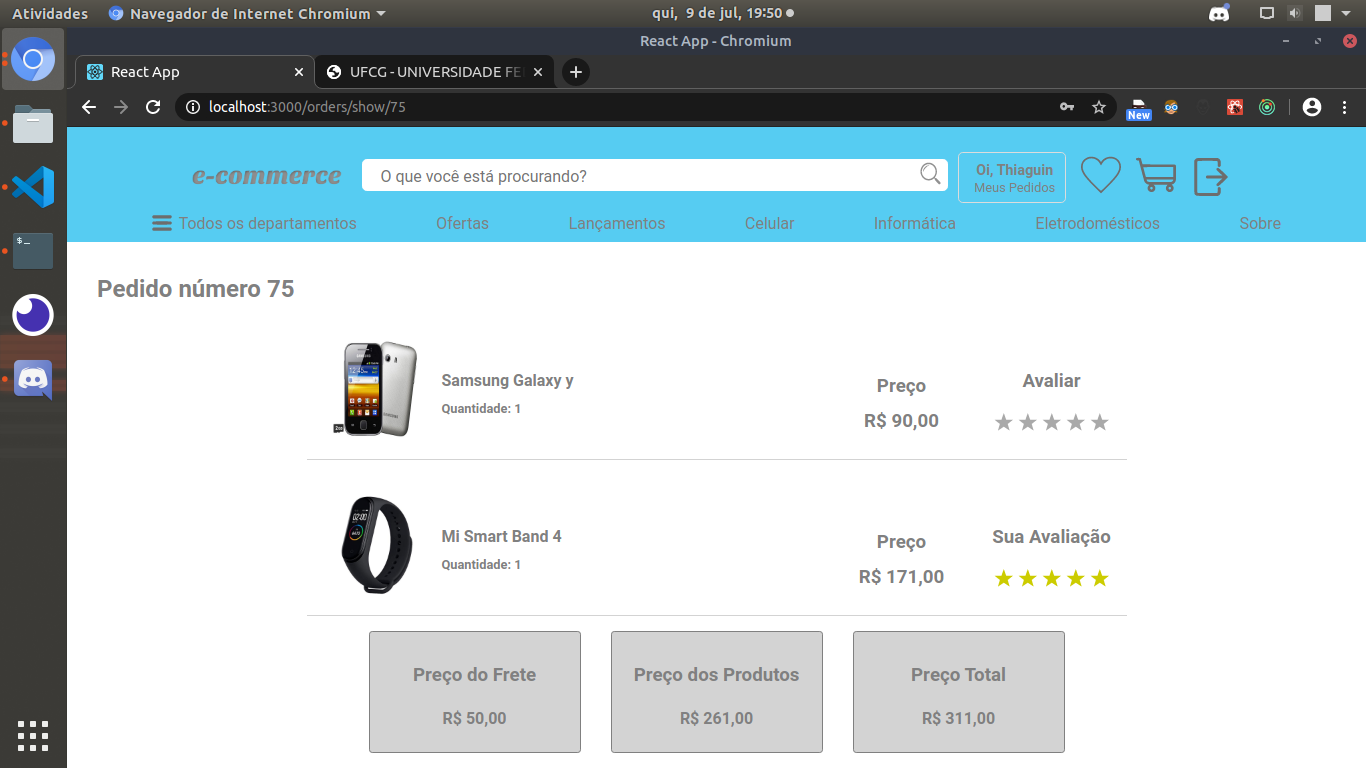 Atividades
Navegador de Internet Chromium
qui, 9 de jul, 19:50
React App - Chromium
React App
UFCG - UNIVERSIDADE FE
localhost:3000/orders/show/75
New
e-commerce
O que você está procurando?
Oi, Thiaguin
Meus Pedidos
Todos os departamentos
Ofertas
Lançamentos
Celular
Informática
Eletrodomésticos
Sobre
Pedido número 75
Samsung Galaxy y
Quantidade: 1
Preço
R$ 90,00
Avaliar
Mi Smart Band 4
Quantidade: 1
Preço
R$ 171,00
Sua Avaliação
Preço do Frete
R$ 50,00
Preço dos Produtos
R$ 261,00
Preço Total
R$ 311,00